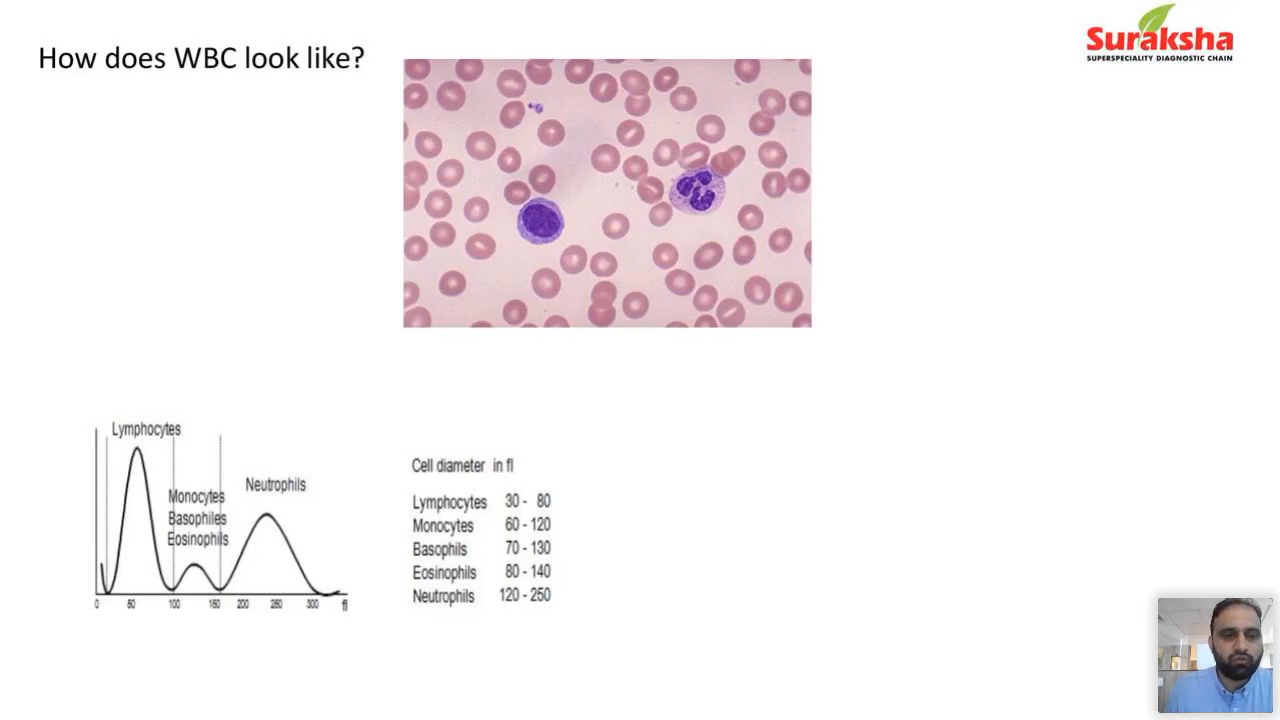 How does WBC look like?
Suraksha
SUPERSPECIALITY DIAGNOSTIC CHAIN
Lymphocytes
Monocytes
Basophiles
Eosinophils
Neutrophils
0 50 100 150 200 250 300 fl
Cell diameter in fl
Lymphocytes 30 - 80
Monocytes 60 - 120
Basophils 70 - 130
Eosinophils 80 - 140
Neutrophils 120 - 250